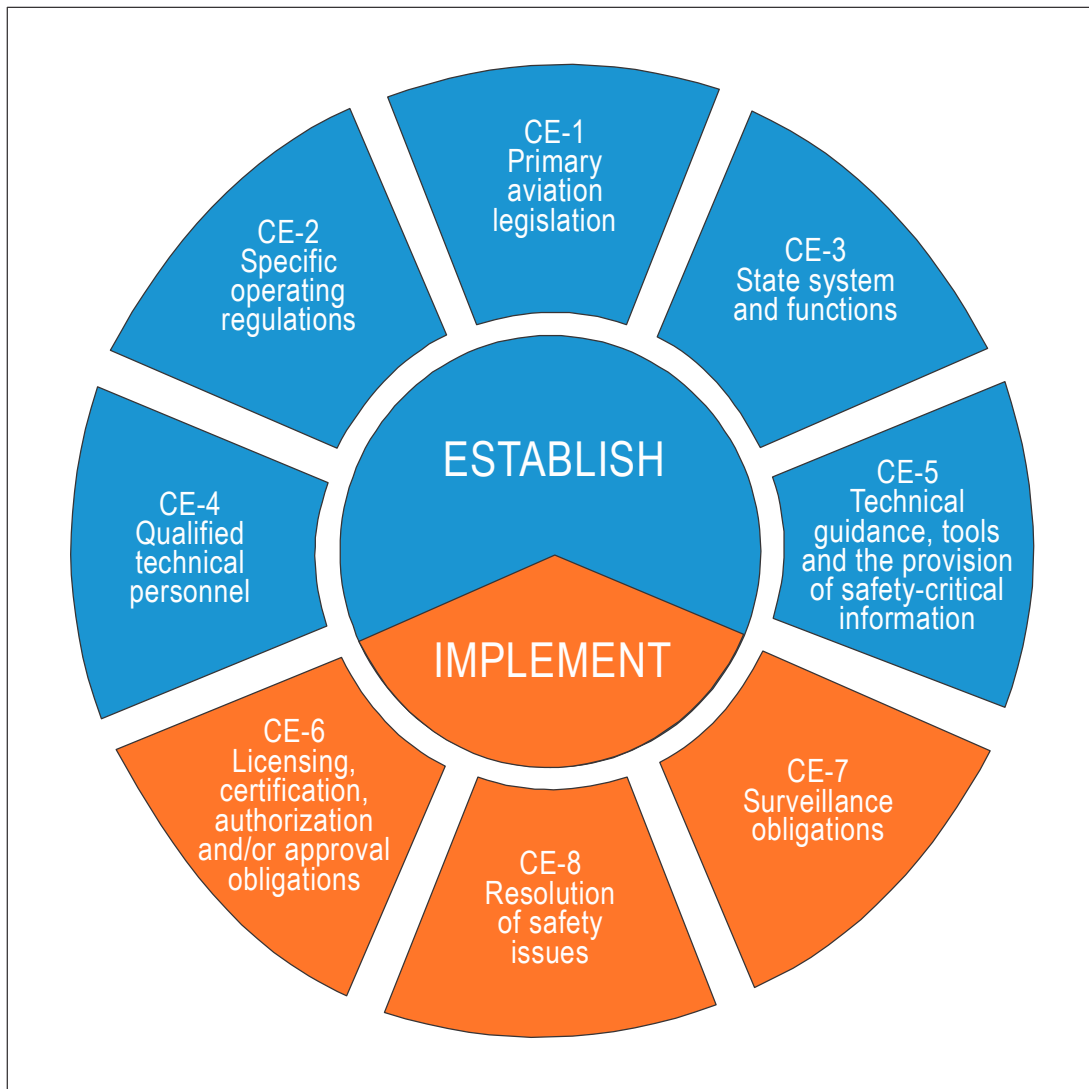 CE-1
Primary
aviation
legislation
CE-2
Specific
operating
regulations
CE-3
State system
and functions
CE-4
Qualified
technical
personnel
ESTABLISH
CE-5
Technical
guidance, tools
and the provision
of safety-critical
information
IMPLEMENT
CE-6
Licensing,
certification,
authorization
and/or approval
obligations
CE-7
Surveillance
obligations
CE-8
Resolution
of safety
issues